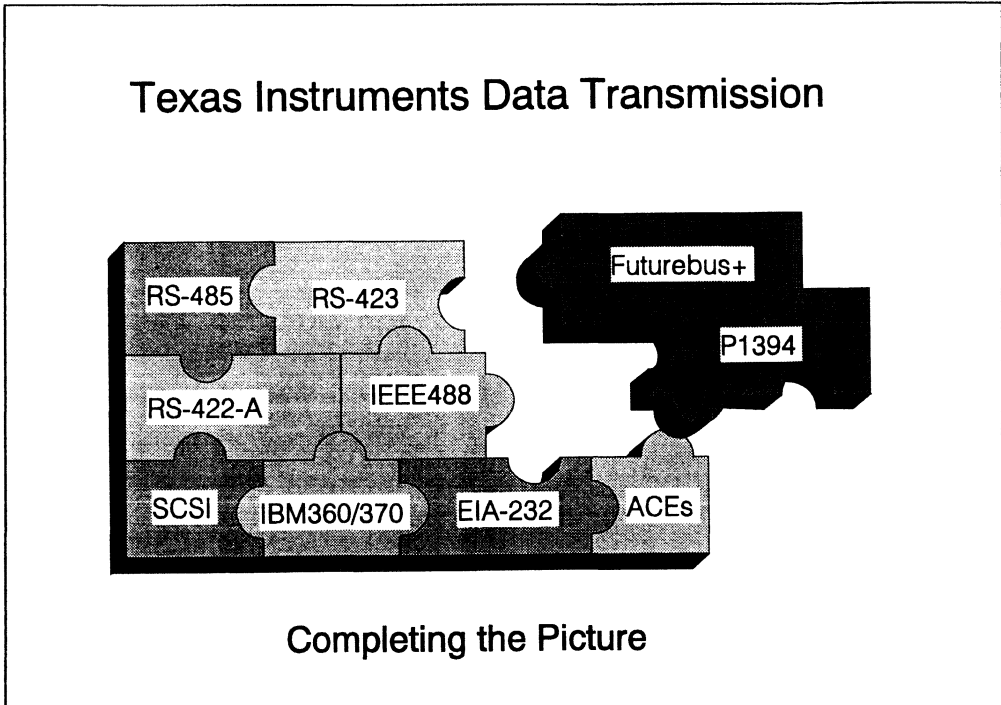 Texas Instruments Data Transmission
Futurebus+
RS-485
RS-423
P1394
RS-422-A
IEEE488
SCSI
IBM360/370
EIA-232
ACEs
Completing the Picture